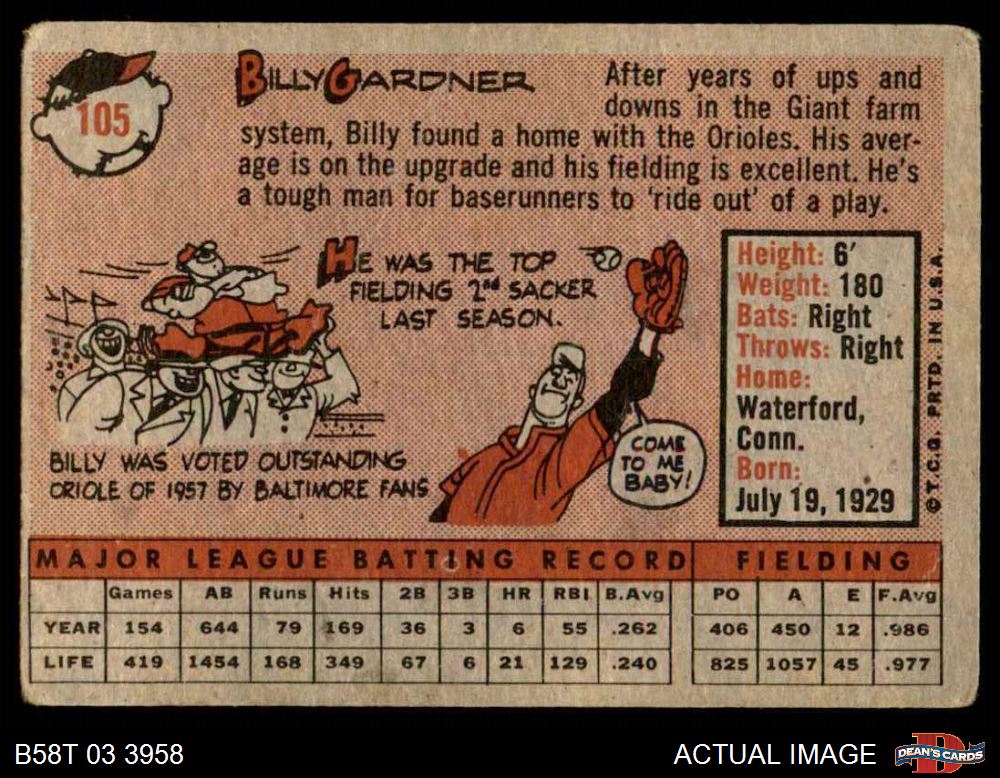 105
BILLY GARDNER
After years of ups and
downs in the Giant farm
system, Billy found a home with the Orioles. His aver-
age is on the upgrade and his fielding is excellent. He's
a tough man for baserunners to 'ride out' of a play.
HE WAS THE TOP
FIELDING 2nd SACKER
LAST SEASON.
BILLY WAS VOTED OUTSTANDING
ORIOLE OF 1957 BY BALTIMORE FANS
COME
TO ME
BABY!
Height: 6′
Weight: 180
Bats: Right
Throws: Right
Home:
Waterford,
Conn.
Born:
July 19, 1929
© T.C.G. PRTD. IN U.S.A.
MAJOR LEAGUE BATTING RECORD FIELDING
Games AB Runs Hits 2B 3B HR RBI B.Avg PO A E F.Avg
YEAR 154 644 79 169 36 3 6 55 .262 406 450 12 .986
LIFE 419 1454 168 349 67 6 21 129 .240 825 1057 45 .977
B58T 03 3958 ACTUAL IMAGE
D
DEAN'S CARDS